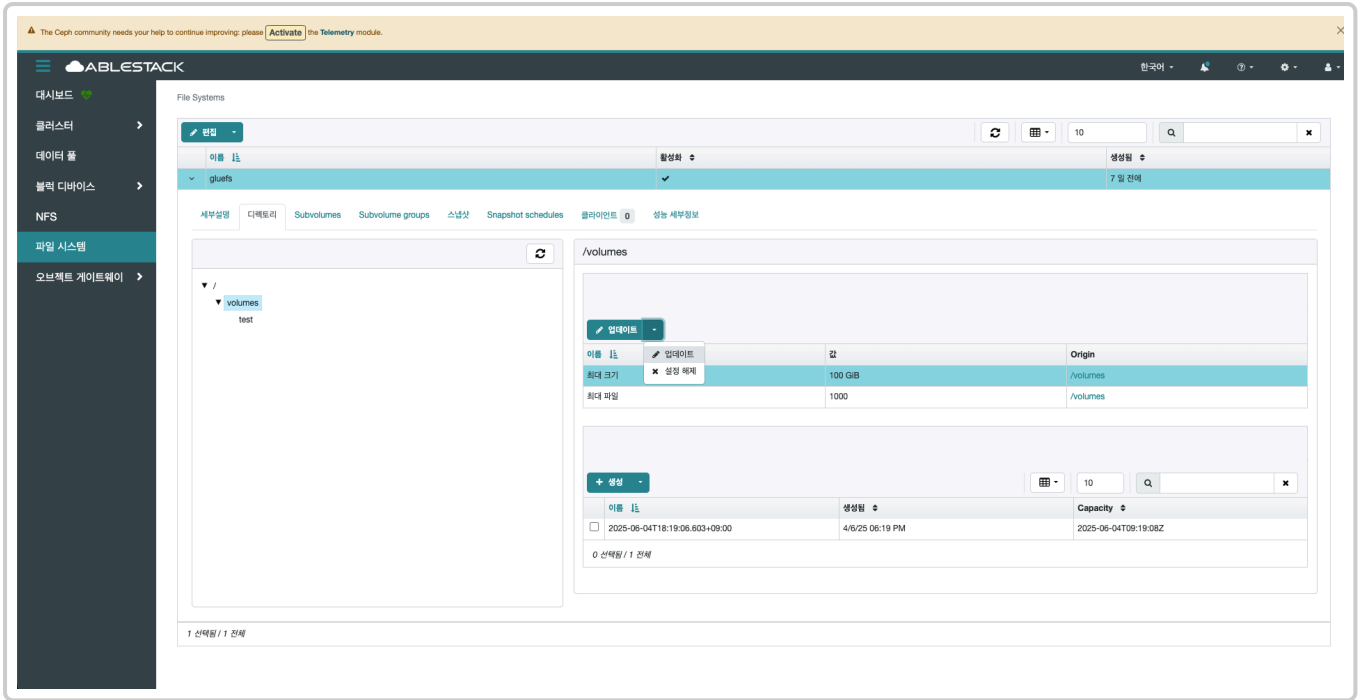 The Ceph community needs your help to continue improving: please Activate the Telemetry module.
ABLESTACK
한국어
대시보드
클러스터
데이터 풀
블럭 디바이스
NFS
파일 시스템
오브젝트 게이트웨이
File Systems
편집
10
이름 활성화 생성됨
gluefs 7 일 전에
세부설명 디렉토리 Subvolumes Subvolume groups 스냅샷 Snapshot schedules 클라이언트 0 성능 세부정보
/
volumes
test
/volumes
업데이트
업데이트
설정 해제
이름 값 Origin
최대 크기 100 GiB /volumes
최대 파일 1000 /volumes
생성
10
이름 생성됨 Capacity
2025-06-04T18:19:06.603+09:00 4/6/25 06:19 PM 2025-06-04T09:19:08Z
0 선택됨 / 1 전체
1 선택됨 / 1 전체